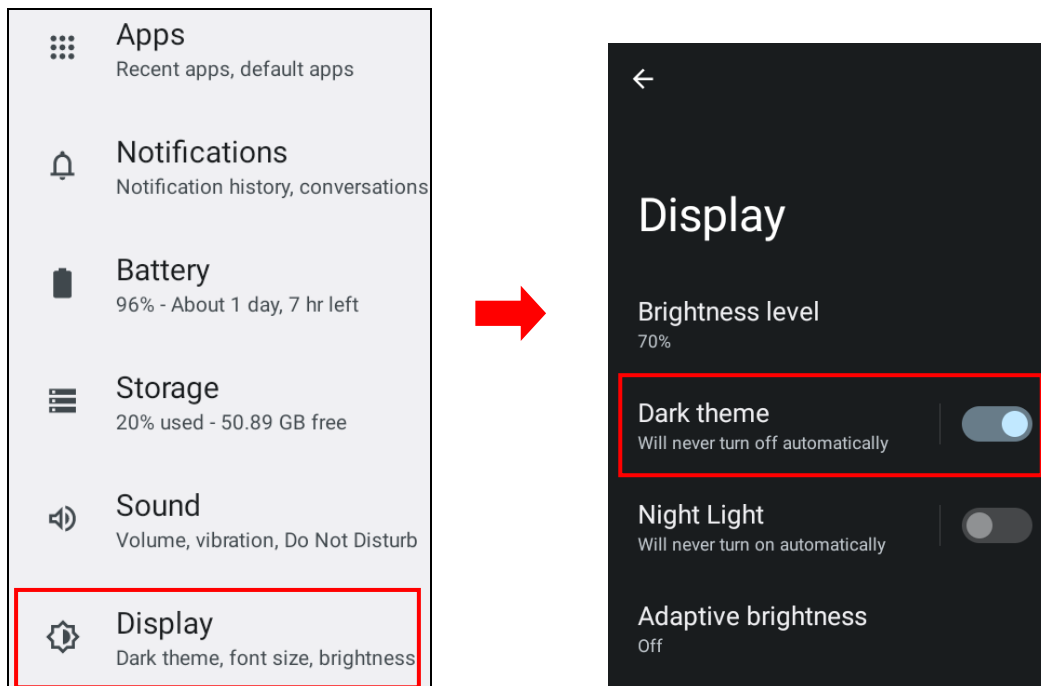 Apps
Recent apps, default apps
Notifications
Notification history, conversations
Battery
96% - About 1 day, 7 hr left
Storage
20% used - 50.89 GB free
Sound
Volume, vibration, Do Not Disturb
Display
Dark theme, font size, brightness
Display
Brightness level
70%
Dark theme
Will never turn off automatically
Night Light
Will never turn on automatically
Adaptive brightness
Off